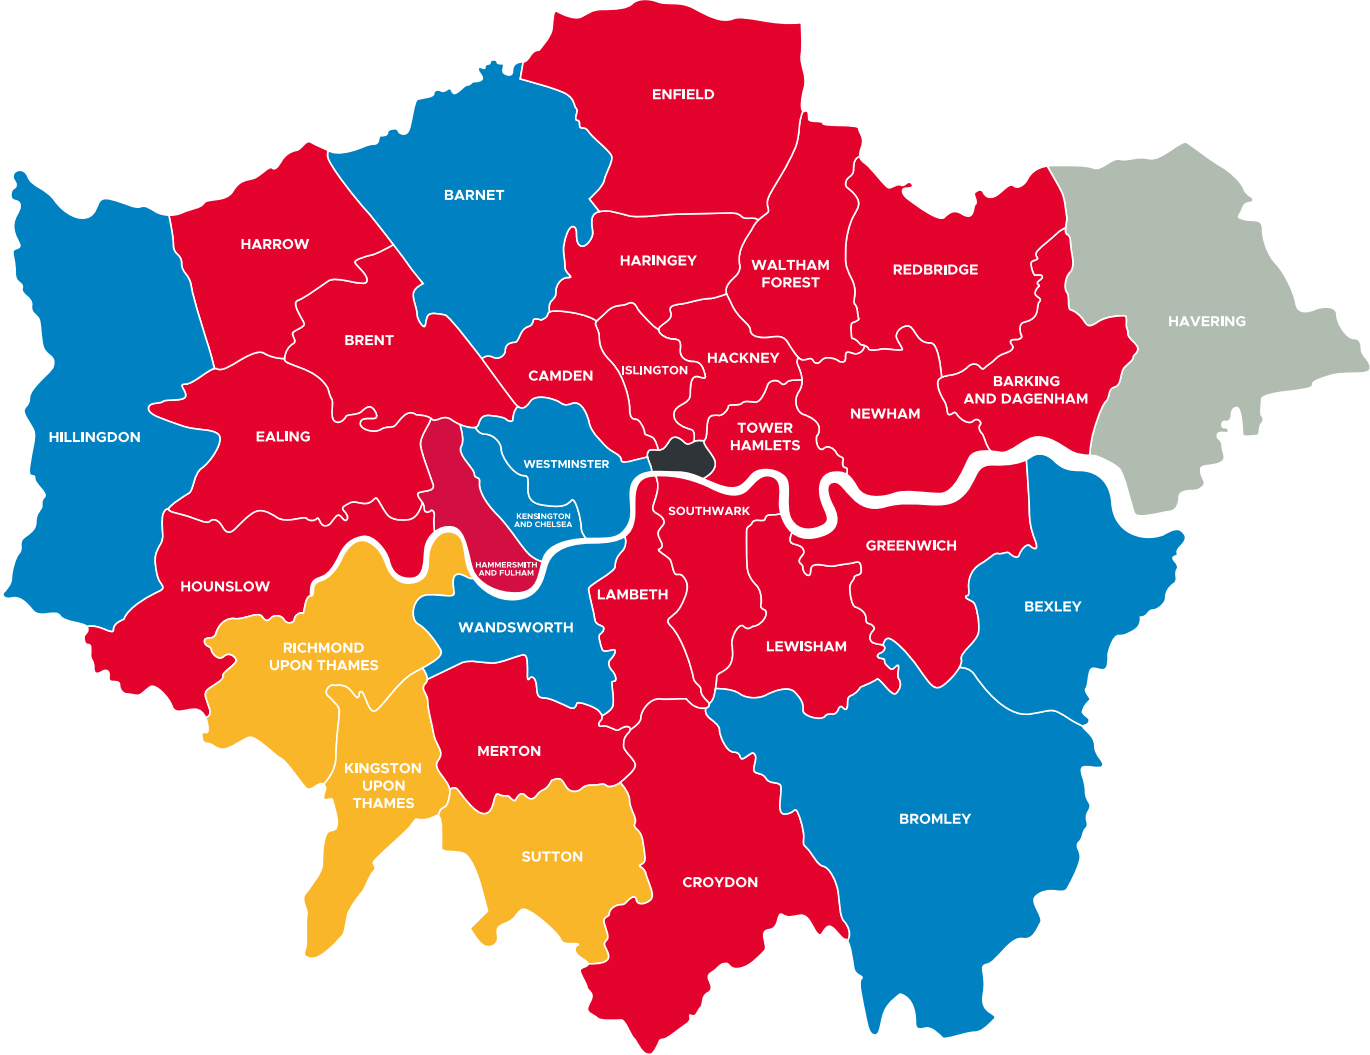 ENFIELD
BARNET
HARROW
HARINGEY
WALTHAM
FOREST
REDBRIDGE
HAVERING
BRENT
CAMDEN
ISLINGTON
HACKNEY
BARKING
AND DAGENHAM
NEWHAM
HILLINGDON
EALING
TOWER
HAMLETS
WESTMINSTER
KENSINGTON
AND CHELSEA
SOUTHWARK
GREENWICH
HAMMERSMITH
AND FULHAM
HOUNSLOW
LAMBETH
BEXLEY
WANDSWORTH
RICHMOND
UPON THAMES
LEWISHAM
MERTON
KINGSTON
UPON
THAMES
BROMLEY
SUTTON
CROYDON